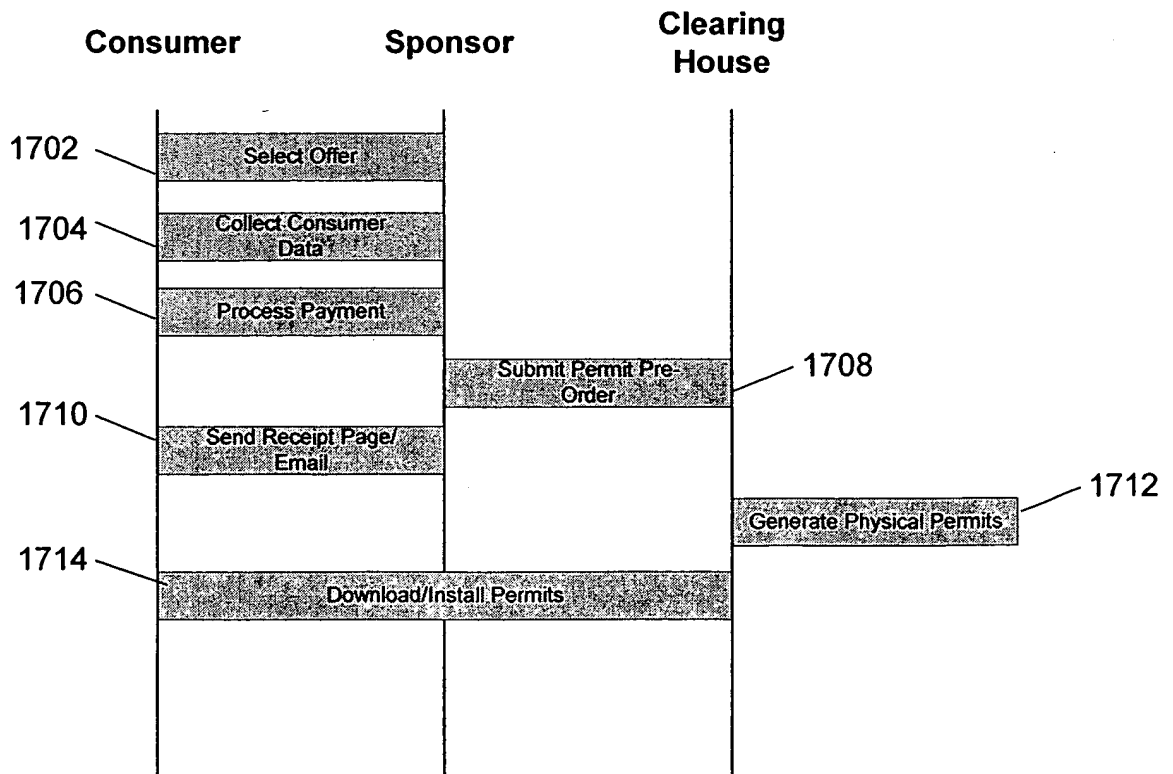 Consumer
Sponsor
Clearing
House
1702
Select Offer
1704
Collect Consumer
Data
1706
Process Payment
Submit Permit Pre-
Order
1708
1710
Send Receipt Page/
Email
1712
Generate Physical Permits
1714
Download/Install Permits